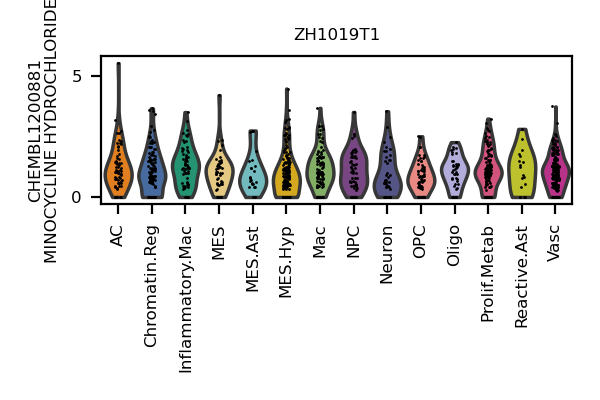 ZH1019T1
CHEMBL1200881
MINOCYCLINE HYDROCHLORIDE
5
0
AC
Chromatin.Reg
Inflammatory.Mac
MES
MES.Ast
MES.Hyp
Mac
NPC
Neuron
OPC
Oligo
Prolif.Metab
Reactive.Ast
Vasc